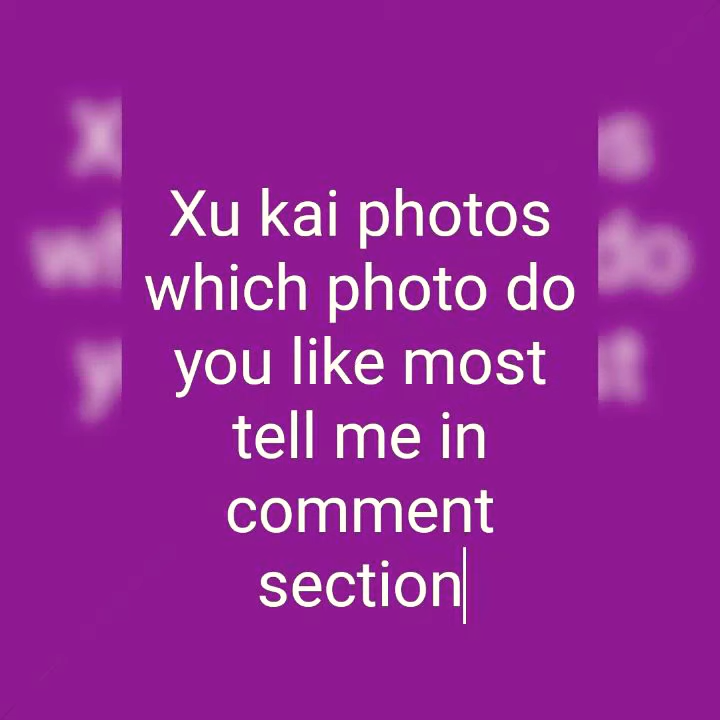 Xu kai photos
which photo do
you like most
tell me in
comment
section